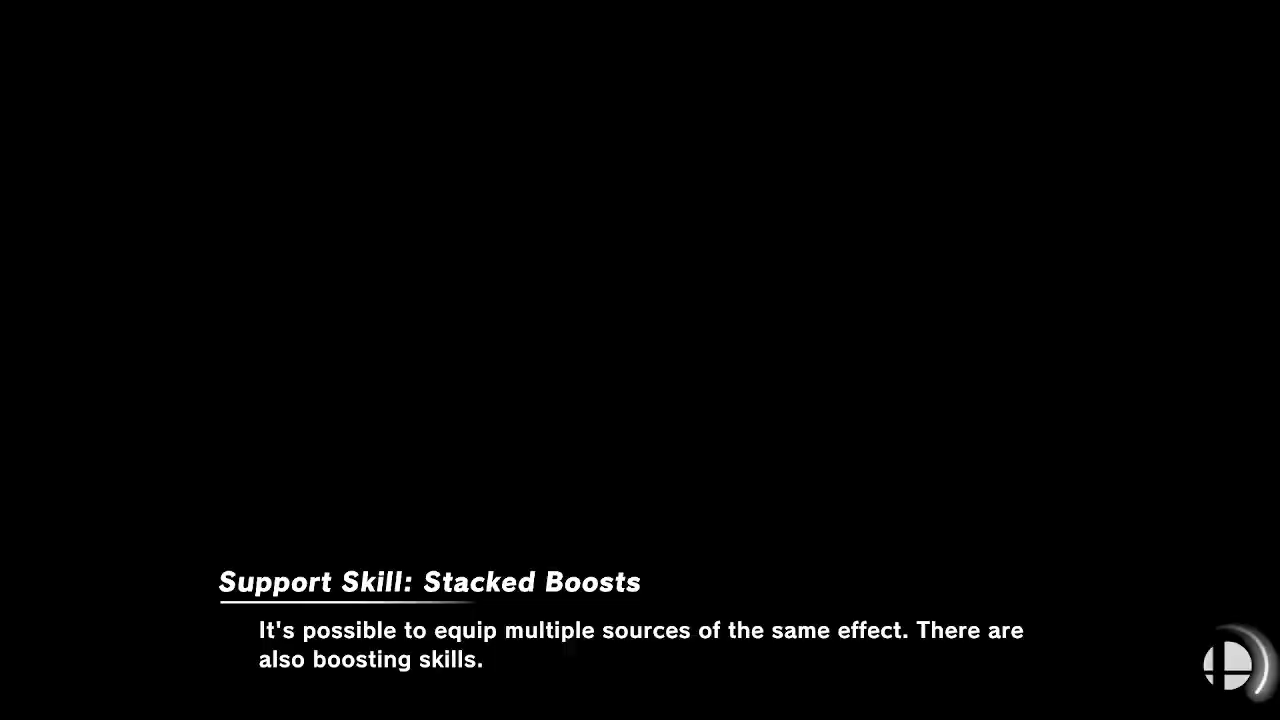 Support Skill: Stacked Boosts
It's possible to equip multiple sources of the same effect. There are
also boosting skills.